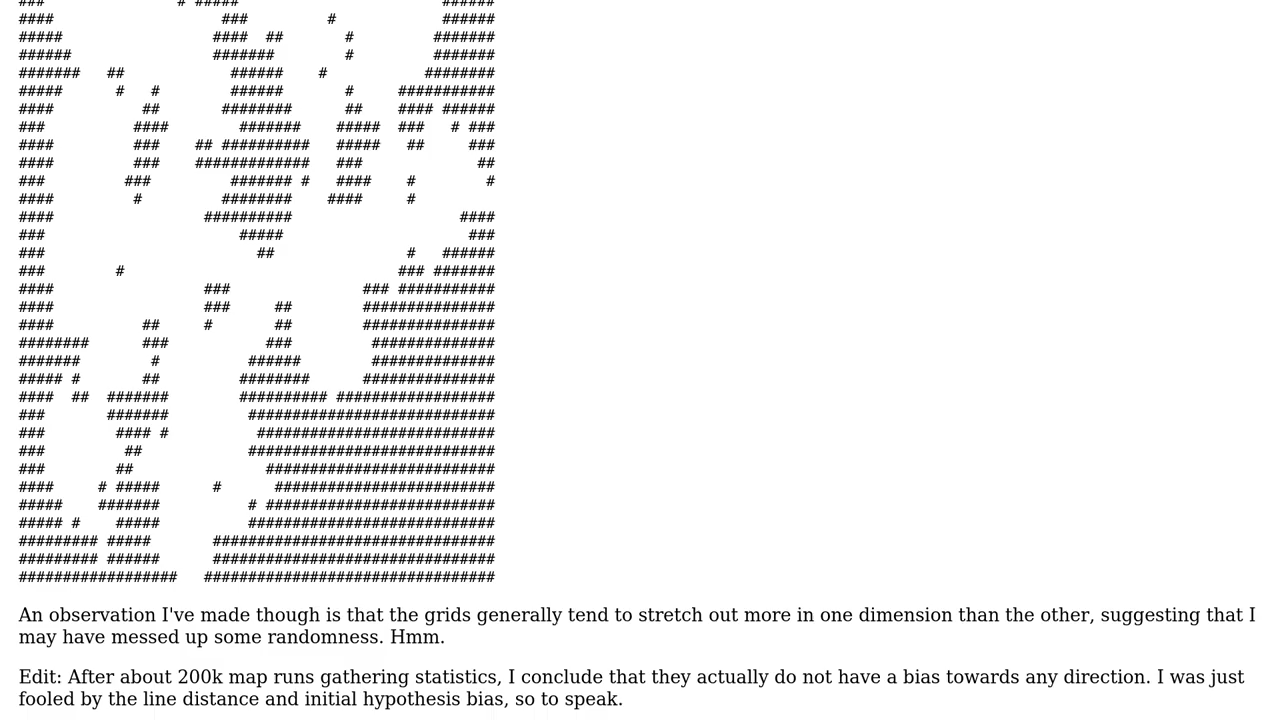 ###               # #####                       ######
####                   ###         #            ######
#####                 ####  ##       #         #######
######                #######        #         #######
#######   ##            ######    #           ########
#####      #   #        ######       #     ###########
####          ##       ########      ##    #### ######
###          ####        #######    #####  ###   # ###
####         ###    ## ##########   #####   ##     ###
####         ###    #############   ###             ##
###         ###         ####### #   ####    #        #
####         #         ########    ####     #
####                 ##########                   ####
###                      #####                     ###
###                        ##               #   ######
###        #                               ### #######
####                 ###               ### ###########
####                 ###     ##        ###############
####          ##     #       ##        ###############
########      ###           ###         ##############
#######        #          ######        ##############
##### #       ##         ########      ###############
####  ##  #######        ########## ##################
###       #######         ############################
###        #### #          ###########################
###         ##            ############################
###        ##               ##########################
####     # #####      #      #########################
#####    #######          # ##########################
##### #    #####          ############################
######### #####       ################################
######### ######      ################################
##################   #################################
An observation I've made though is that the grids generally tend to stretch out more in one dimension than the other, suggesting that I
may have messed up some randomness. Hmm.
Edit: After about 200k map runs gathering statistics, I conclude that they actually do not have a bias towards any direction. I was just
fooled by the line distance and initial hypothesis bias, so to speak.